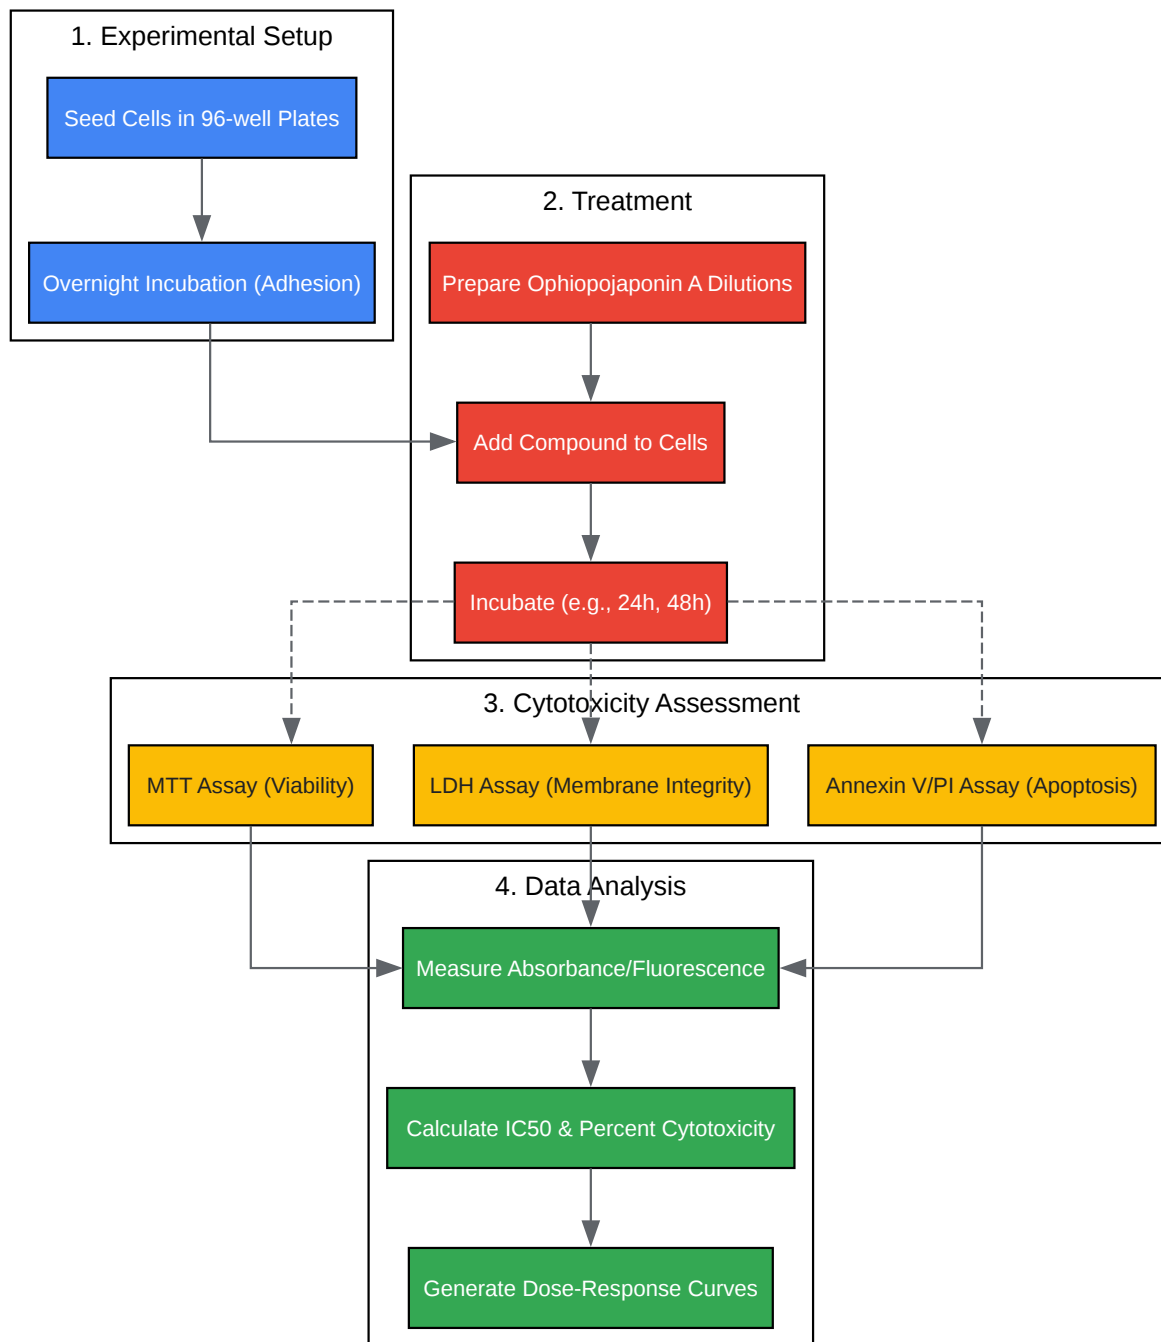 1. Experimental Setup
Seed Cells in 96-well Plates
Overnight Incubation (Adhesion)
2. Treatment
Prepare Ophiopojaponin A Dilutions
Add Compound to Cells
Incubate (e.g., 24h, 48h)
3. Cytotoxicity Assessment
MTT Assay (Viability)
LDH Assay (Membrane Integrity)
Annexin V/PI Assay (Apoptosis)
4. Data Analysis
Measure Absorbance/Fluorescence
Calculate IC50 & Percent Cytotoxicity
Generate Dose-Response Curves